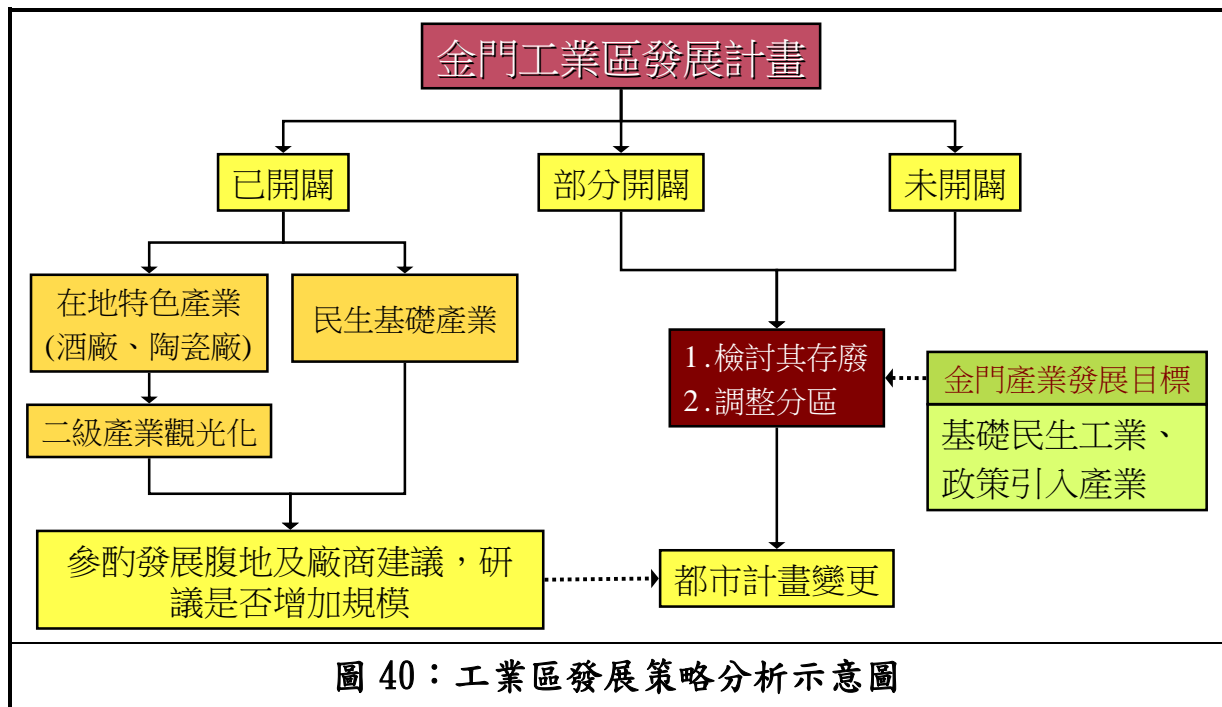 金門工業區發展計畫
已開闢
部分開闢
未開闢
在地特色產業
(酒廠、陶瓷廠)
民生基礎產業
二級產業觀光化
1.檢討其存廢
2.調整分區
金門產業發展目標
基礎民生工業、
政策引入產業
參酌發展腹地及廠商建議，研
議是否增加規模
都市計畫變更
圖 40：工業區發展策略分析示意圖